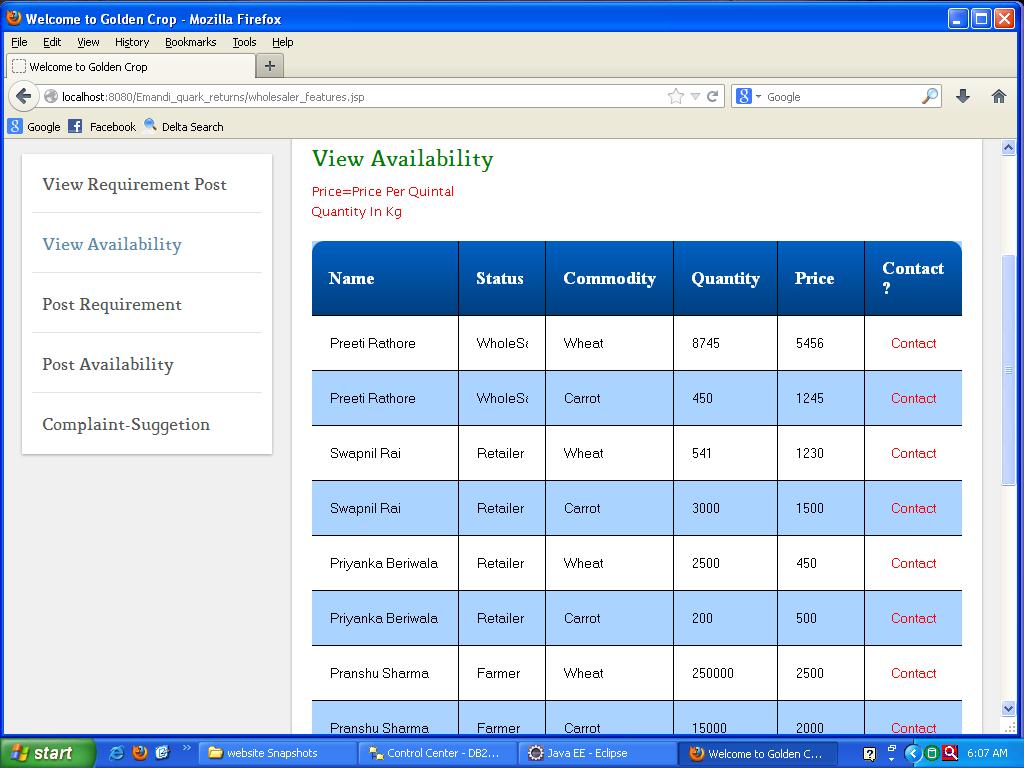 Welcome to Golden Crop - Mozilla Firefox
File Edit View History Bookmarks Tools Help
Welcome to Golden Crop +
localhost:8080/Emandi_quark_returns/wholesaler_features.jsp
Google
Google Facebook Delta Search
View Requirement Post
View Availability
Post Requirement
Post Availability
Complaint-Suggetion
View Availability
Price=Price Per Quintal
Quantity In Kg
Name Status Commodity Quantity Price Contact ?
Preeti Rathore WholeSa Wheat 8745 5456 Contact
Preeti Rathore WholeSa Carrot 450 1245 Contact
Swapnil Rai Retailer Wheat 541 1230 Contact
Swapnil Rai Retailer Carrot 3000 1500 Contact
Priyanka Beriwala Retailer Wheat 2500 450 Contact
Priyanka Beriwala Retailer Carrot 200 500 Contact
Pranshu Sharma Farmer Wheat 250000 2500 Contact
Pranshu Sharma Farmer Carrot 15000 2000 Contact
start website Snapshots Control Center - DB2... Java EE - Eclipse Welcome to Golden C... 6:07 AM